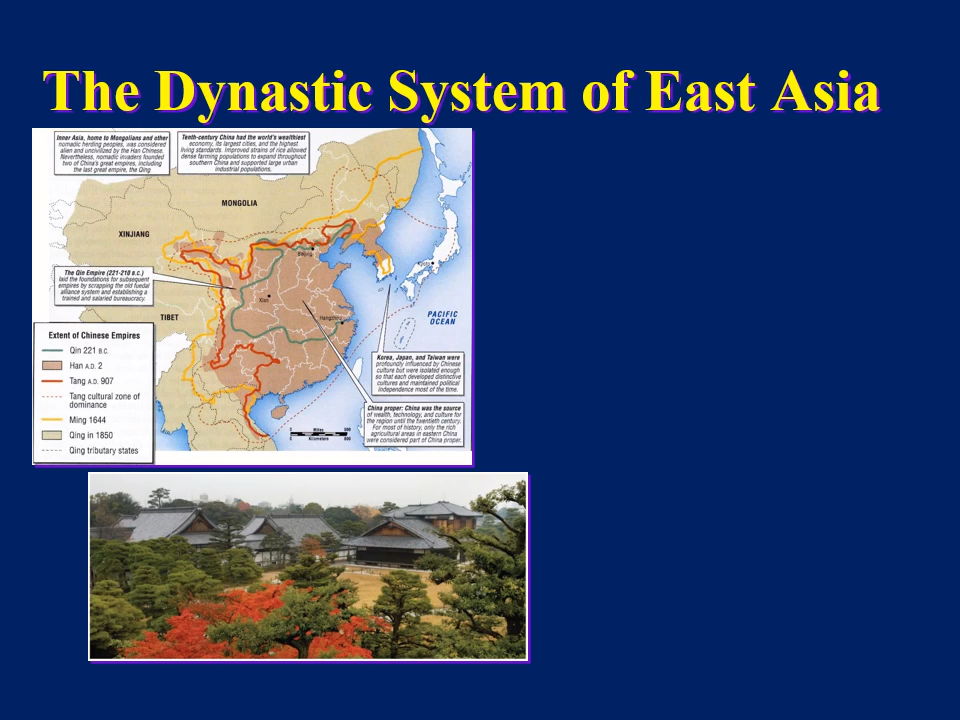 The Dynastic System of East Asia
Inner Asia, home to Mongolians and other
nomadic herding peoples, was considered
alien and uncivilized by the Han Chinese.
Nevertheless, nomadic invaders founded
two of China's great empires, including
the last great empire, the Qing
Tenth-century China had the world's wealthiest
economy, its largest cities, and the highest
living standards. Improved strains of rice allowed
dense farming populations to expand throughout
southern China and supported large urban
industrial populations.
MONGOLIA
XINJIANG
Beijing
The Qin Empire (221-210 B.C.)
laid the foundations for subsequent
empires by scrapping the old fuedal
alliance system and establishing a
trained and salaried bureaucracy.
Xian
TIBET
Hangzhou
PACIFIC
OCEAN
Extent of Chinese Empires
Qin 221 B.C.
Han A.D. 2
Tang A.D. 907
Tang cultural zone of
dominance
Ming 1644
Qing in 1850
Qing tributary states
Korea, Japan, and Taiwan were
profoundly influenced by Chinese
culture but were isolated enough
so that each developed distinctive
cultures and maintained political
independence most of the time.
China proper: China was the source
of wealth, technology, and culture for
the region until the twentieth century.
For most of history, only the rich
agricultural areas in eastern China
were considered part of China proper.
0 Miles 500
0 Kilometers 500